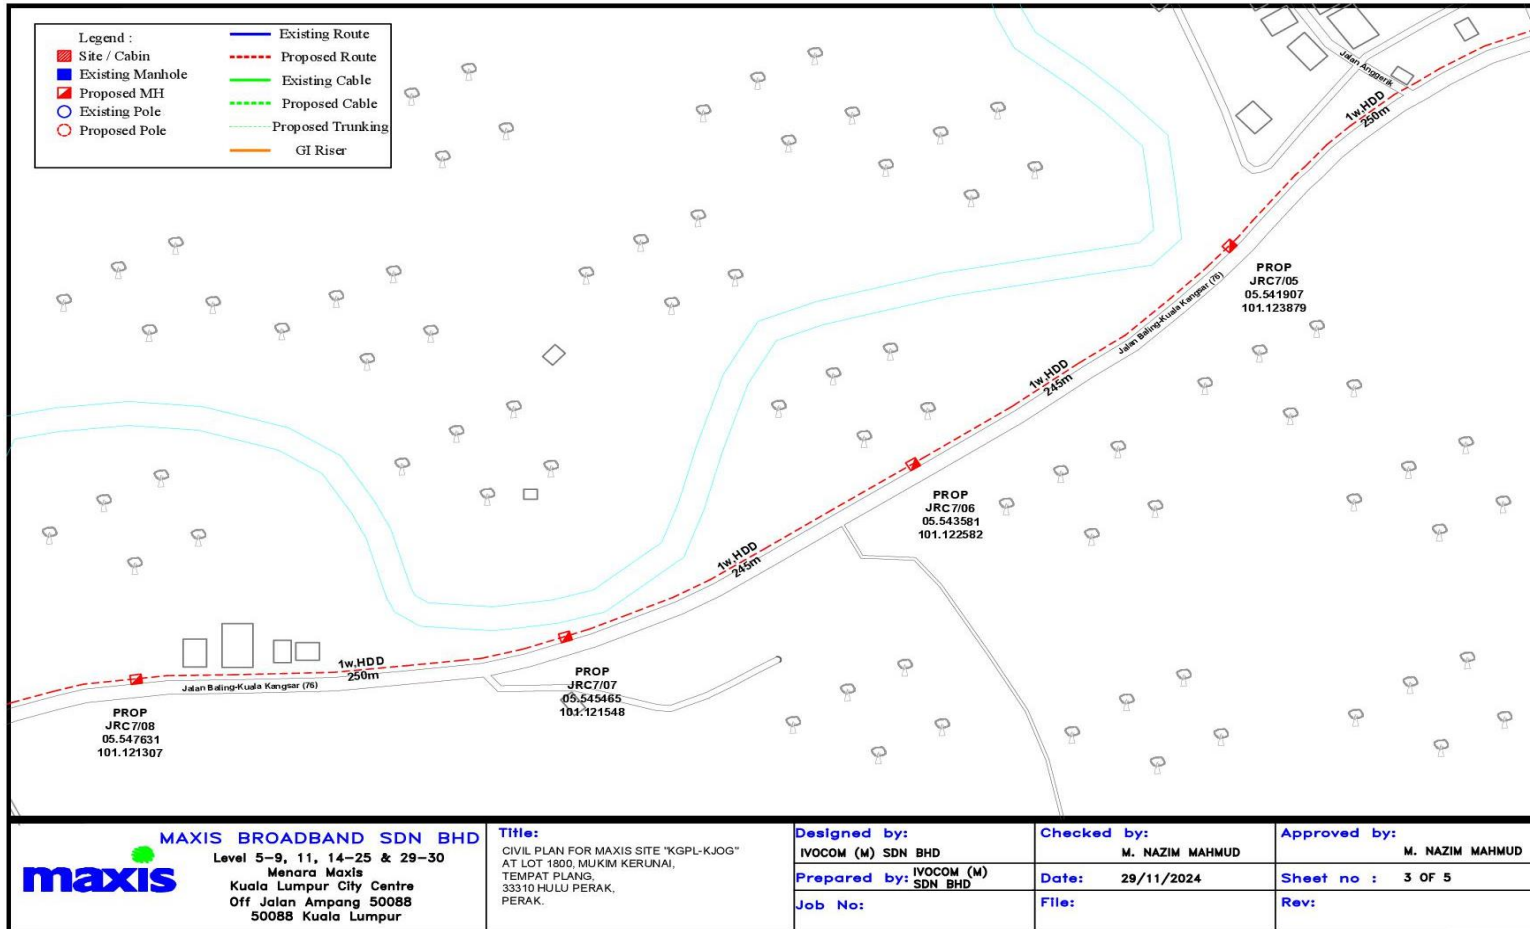 Legend :
Site / Cabin
Existing Manhole
Proposed MH
Existing Pole
Proposed Pole
Existing Route
Proposed Route
Existing Cable
Proposed Cable
Proposed Trunking
GI Riser
Jalan Anggerik
1w,HDD
250m
PROP
JRC7/05
05.541907
101.123879
Jalan Baling-Kuala Kangsar (76)
1w,HDD
245m
PROP
JRC7/06
05.543581
101.122582
1w,HDD
245m
PROP
JRC7/07
05.545465
101.121548
1w,HDD
250m
Jalan Baling-Kuala Kangsar (76)
PROP
JRC7/08
05.547631
101.121307
maxis
MAXIS BROADBAND SDN BHD
Level 5-9, 11, 14-25 & 29-30
Menara Maxis
Kuala Lumpur City Centre
Off Jalan Ampang 50088
50088 Kuala Lumpur
Title:
CIVIL PLAN FOR MAXIS SITE "KGPL-KJOG"
AT LOT 1800, MUKIM KERUNAI,
TEMPAT PLANG,
33310 HULU PERAK,
PERAK.
Designed by:
IVOCOM (M) SDN BHD
Prepared by: IVOCOM (M)
SDN BHD
Job No:
Checked by:
M. NAZIM MAHMUD
Date: 29/11/2024
File:
Approved by:
M. NAZIM MAHMUD
Sheet no : 3 OF 5
Rev: